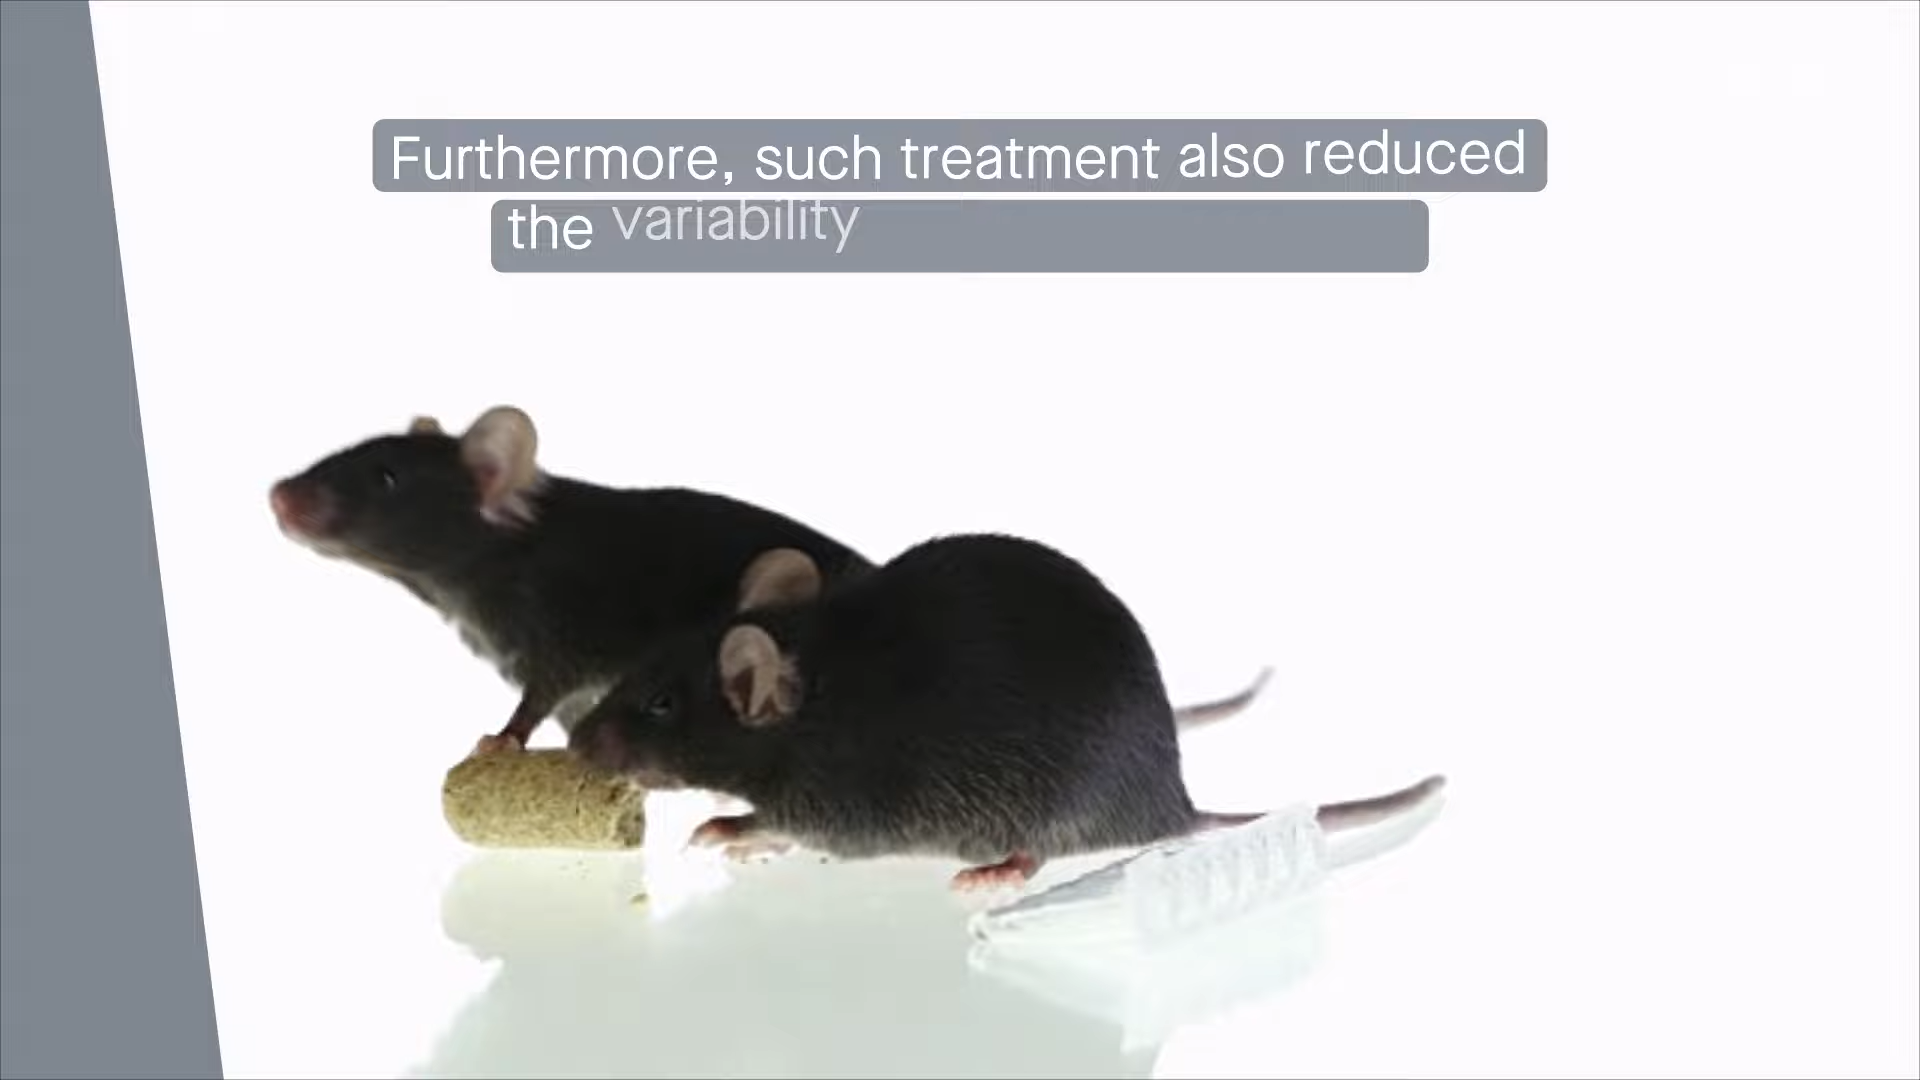 Furthermore, such treatment also reduced
the variability